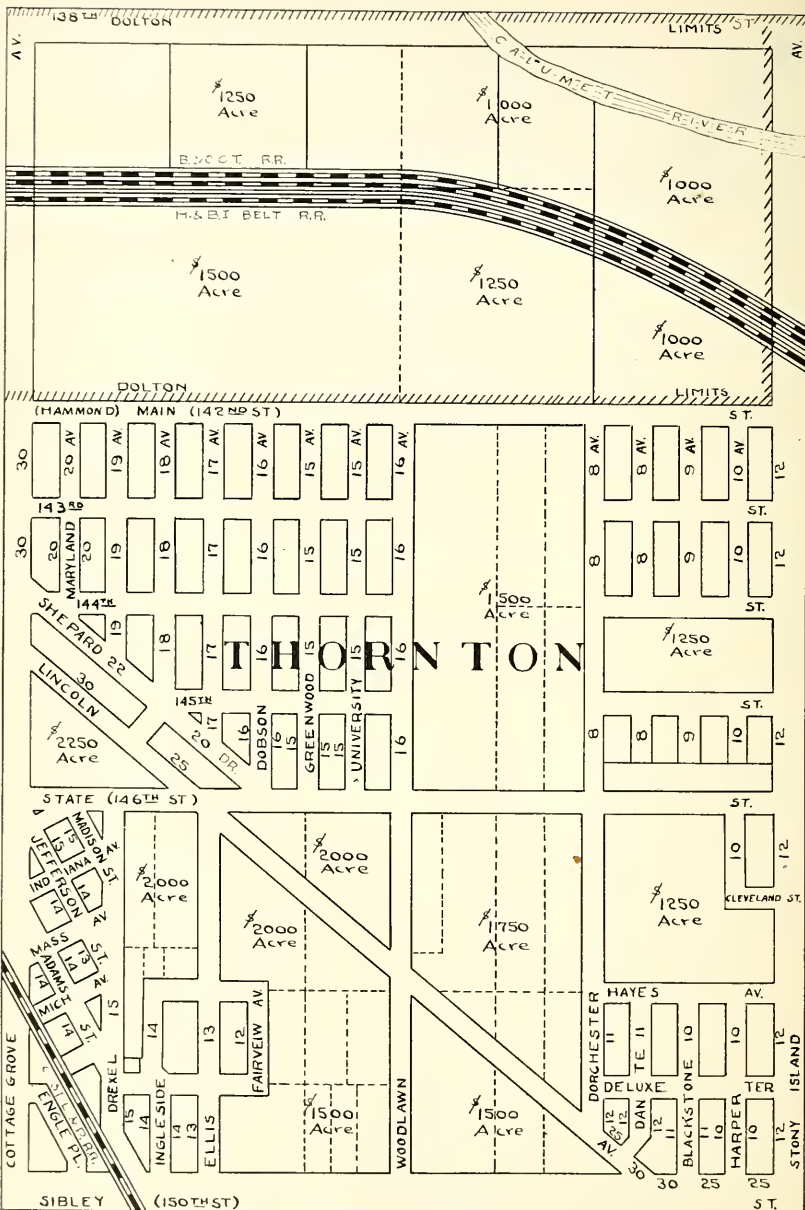 138TH DOLTON LIMITS ST
AV. AV.
CALUMET RIVER
$1250 Acre
$1000 Acre
$1000 Acre
R.R.
H.& B.I BELT R.R.
$1500 Acre
$1250 Acre
$1000 Acre
DOLTON LIMITS
(HAMMOND) MAIN (142ND ST) ST.
30 20 AV 19 AV. 18 AV. 17 AV. 16 AV. 15 AV. 15 AV. 16 AV. 8 AV. 8 AV. 9 AV. 10 AV 12
143RD ST.
30 20 MARYLAND 20 19 18 17 16 15 15 16 8 8 9 10 12
144TH ST.
SHEPARD 22 19 18 17 16 15 15 16
$1500 Acre
$1250 Acre
THORNTON
30
LINCOLN
145TH ST.
$2250 Acre
25 20 DR. 17 16 DOBSON 16 15 GREENWOOD 15 15 UNIVERSITY 16 8 8 9 10 12
STATE (146TH ST) ST.
MADISON ST.
15 15
JEFFERSON
INDIANA AV.
14 14
$2000 Acre
$2000 Acre
$2000 Acre
$1750 Acre
$1250 Acre
10 12
CLEVELAND ST.
MASS AV
13 14
ADAMS ST.
14
MICH AV.
14
ST.
15 14 13 12
HAYES AV.
DORCHESTER 11 TE 11 10 10 12
DELUXE TER
COTTAGE GROVE
ENGLE PL.
R.R.
DREXEL 15 14 INGLESIDE 14 13 ELLIS
FAIRVEIW AV.
$1500 Acre
WOODLAWN
$1500 Acre
12 25 12 DAN 12 11 BLACKSTONE 11 10 HARPER 10 12 STONY ISLAND
AV. 30 30 25 25
SIBLEY (150TH ST) ST.